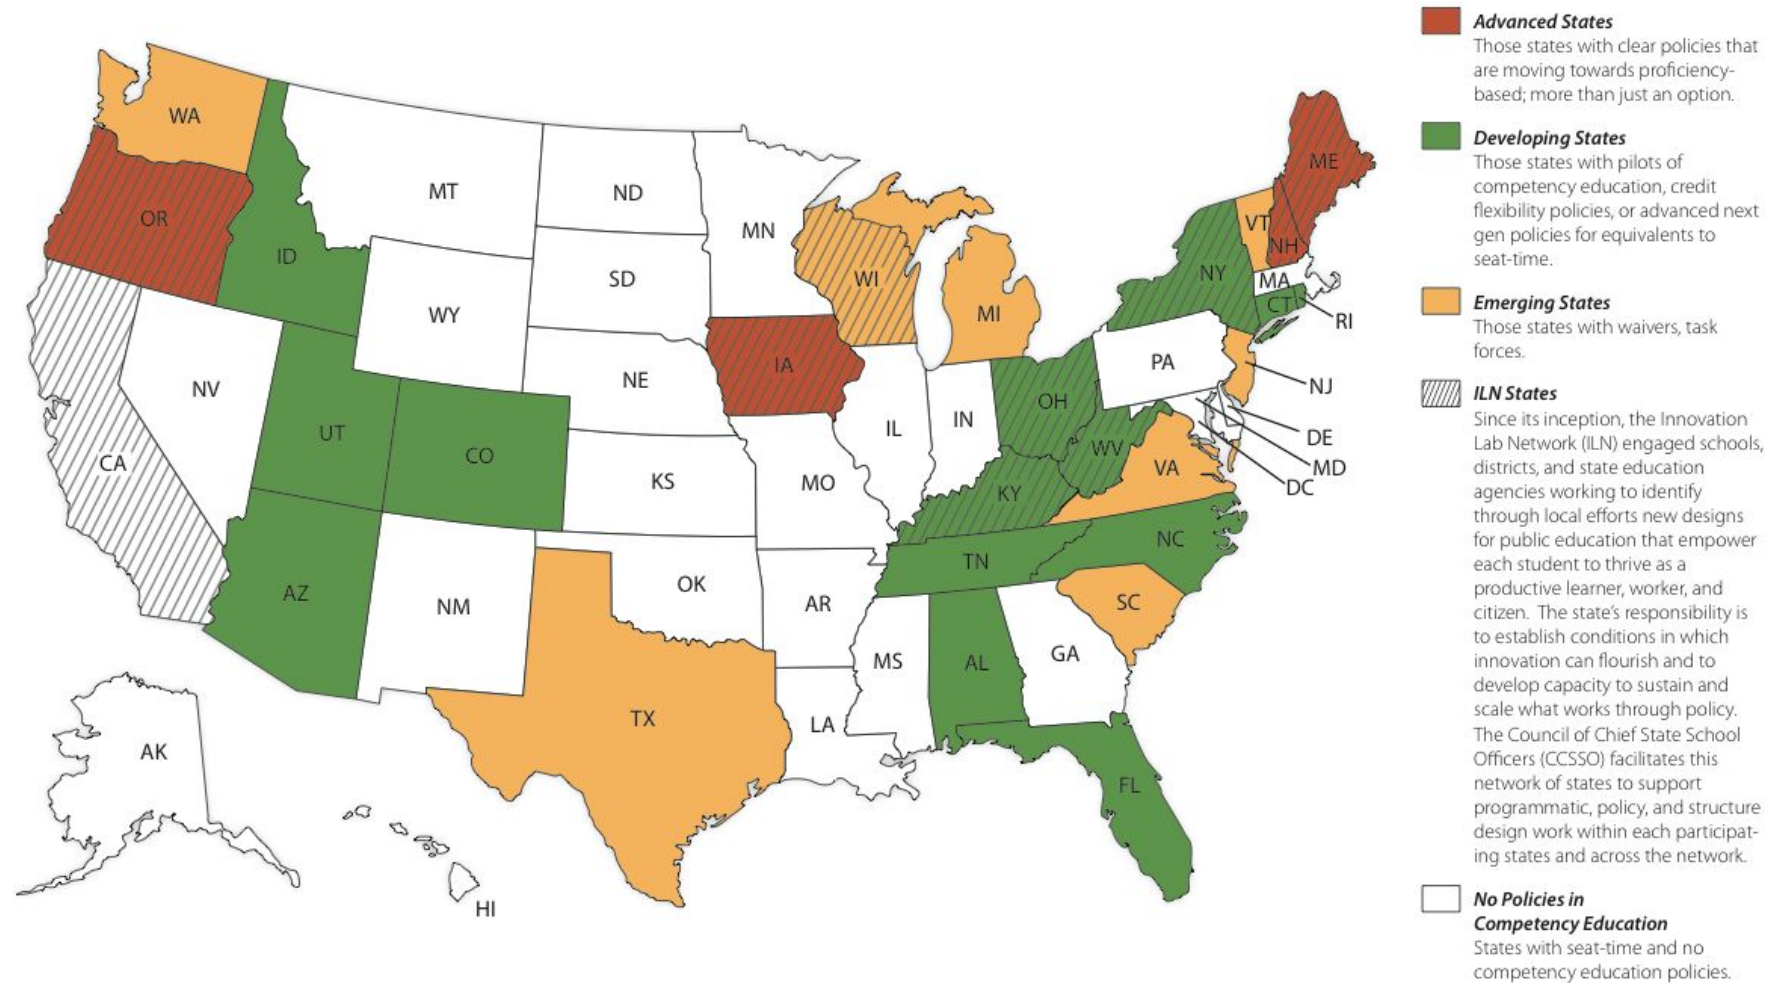 WA
OR
ID
MT
ND
MN
WI
MI
ME
VT
NH
NY
MA
CT
RI
SD
WY
IA
NE
NV
UT
CO
CA
KS
MO
IL
IN
OH
PA
NJ
DE
MD
DC
WV
VA
KY
TN
NC
SC
AZ
NM
OK
AR
MS
AL
GA
TX
LA
FL
AK
HI
Advanced States
Those states with clear policies that
are moving towards proficiency-
based; more than just an option.
Developing States
Those states with pilots of
competency education, credit
flexibility policies, or advanced next
gen policies for equivalents to
seat-time.
Emerging States
Those states with waivers, task
forces.
ILN States
Since its inception, the Innovation
Lab Network (ILN) engaged schools,
districts, and state education
agencies working to identify
through local efforts new designs
for public education that empower
each student to thrive as a
productive learner, worker, and
citizen. The state's responsibility is
to establish conditions in which
innovation can flourish and to
develop capacity to sustain and
scale what works through policy.
The Council of Chief State School
Officers (CCSSO) facilitates this
network of states to support
programmatic, policy, and structure
design work within each participat-
ing states and across the network.
No Policies in
Competency Education
States with seat-time and no
competency education policies.